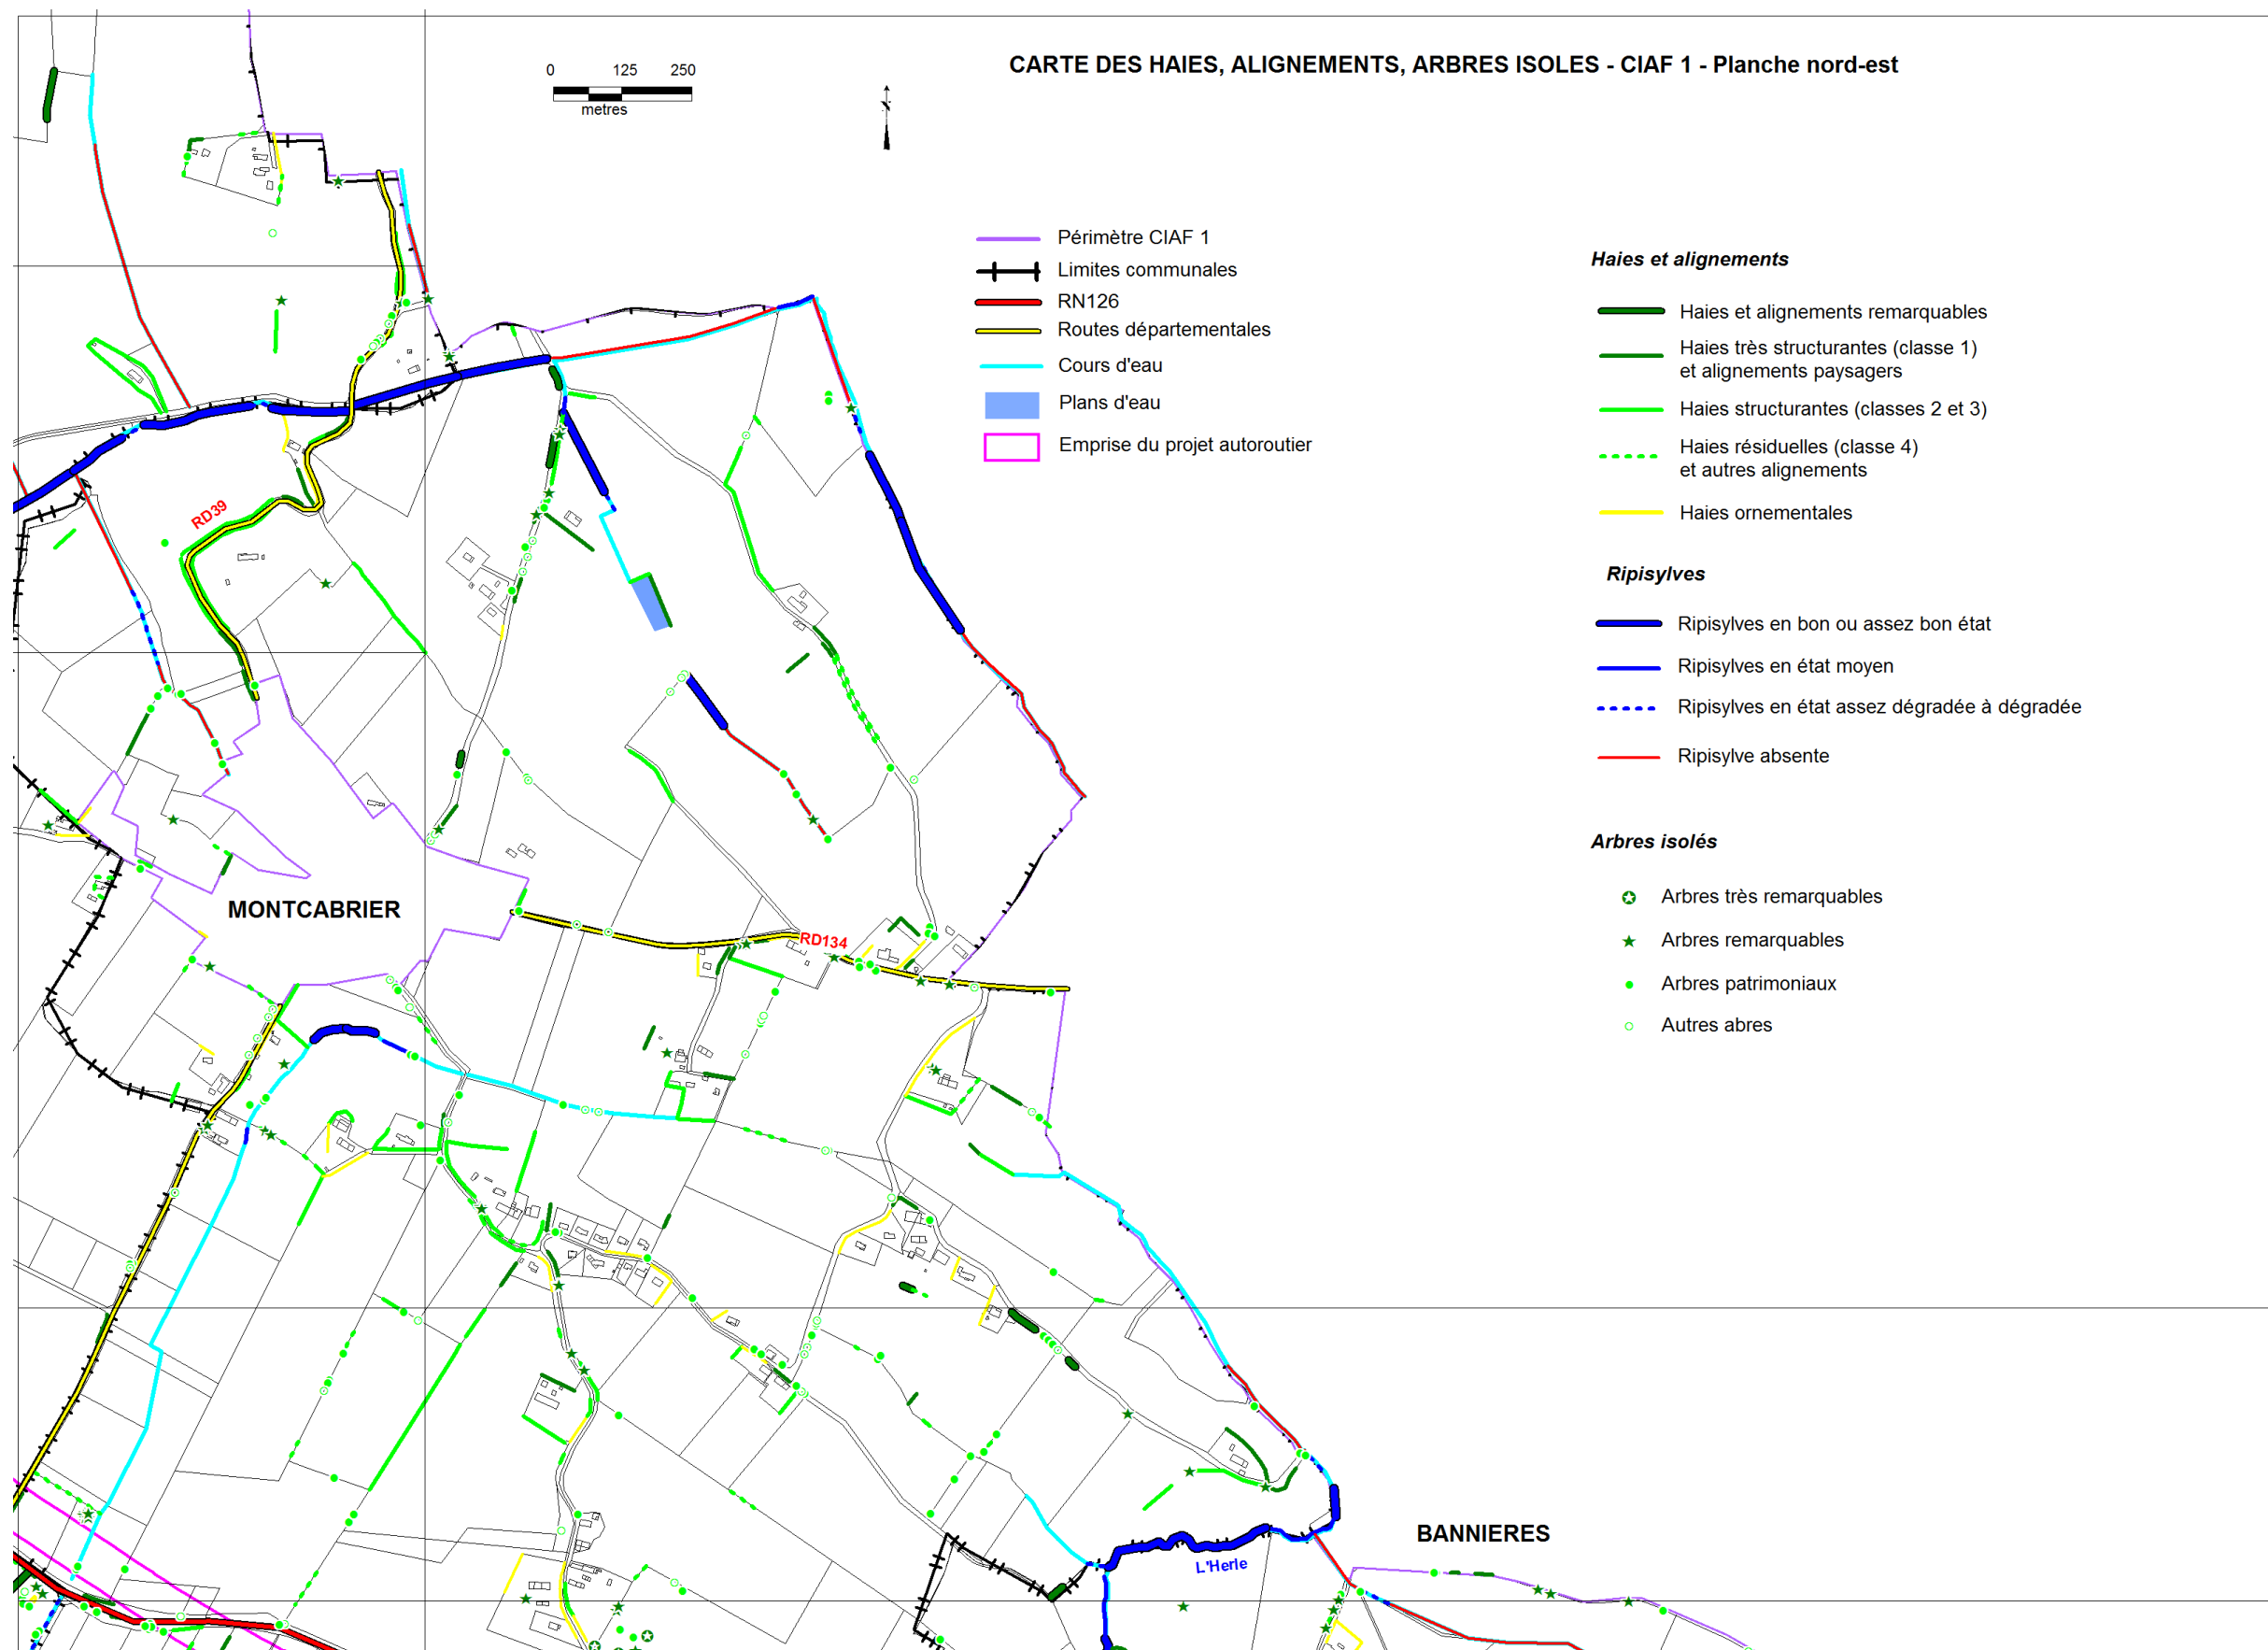 CARTE DES HAIES, ALIGNEMENTS, ARBRES ISOLES - CIAF 1 - Planche nord-est
0 125 250
metres
N
Périmètre CIAF 1
Limites communales
RN126
Routes départementales
Cours d'eau
Plans d'eau
Emprise du projet autoroutier
Haies et alignements
Haies et alignements remarquables
Haies très structurantes (classe 1)
et alignements paysagers
Haies structurantes (classes 2 et 3)
Haies résiduelles (classe 4)
et autres alignements
Haies ornementales
Ripisylves
Ripisylves en bon ou assez bon état
Ripisylves en état moyen
Ripisylves en état assez dégradée à dégradée
Ripisylve absente
Arbres isolés
Arbres très remarquables
Arbres remarquables
Arbres patrimoniaux
Autres abres
RD39
MONTCABRIER
RD134
BANNIERES
L'Herle